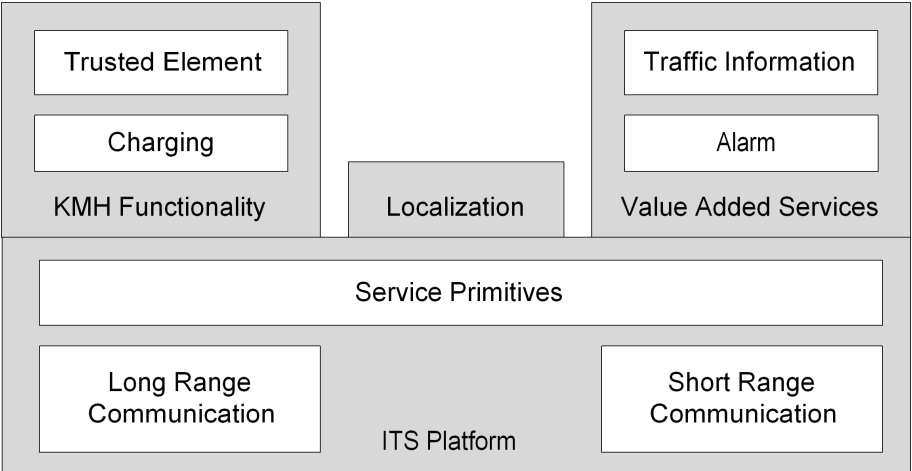 Trusted Element
Charging
KMH Functionality
Localization
Traffic Information
Alarm
Value Added Services
Service Primitives
Long Range
Communication
Short Range
Communication
ITS Platform